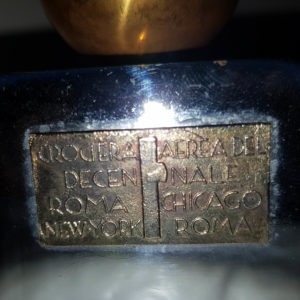 CROCIERA AEREA DEL
DECENNALE
ROMA CHICAGO
NEW YORK ROMA